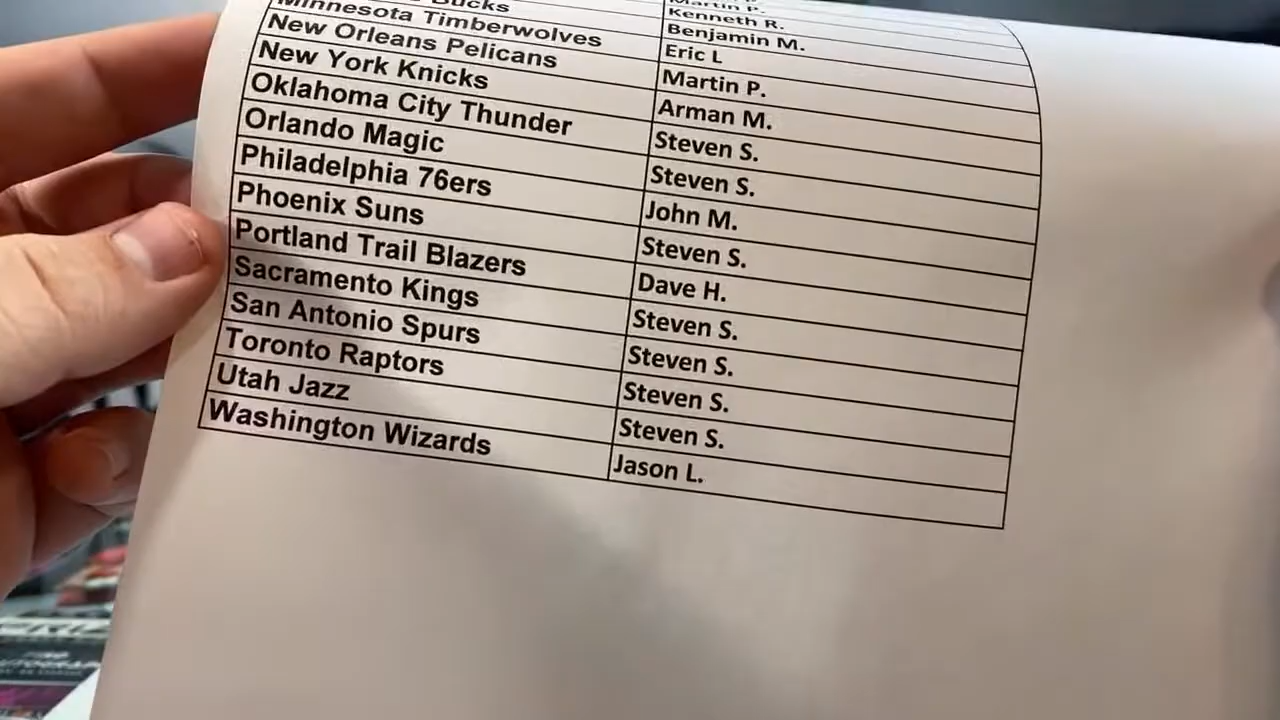 Martin P.
Kenneth R.
Bucks Benjamin M.
Minnesota Timberwolves Eric L
New Orleans Pelicans Martin P.
New York Knicks Arman M.
Oklahoma City Thunder Steven S.
Orlando Magic Steven S.
Philadelphia 76ers John M.
Phoenix Suns Steven S.
Portland Trail Blazers Dave H.
Sacramento Kings Steven S.
San Antonio Spurs Steven S.
Toronto Raptors Steven S.
Utah Jazz Steven S.
Washington Wizards Jason L.